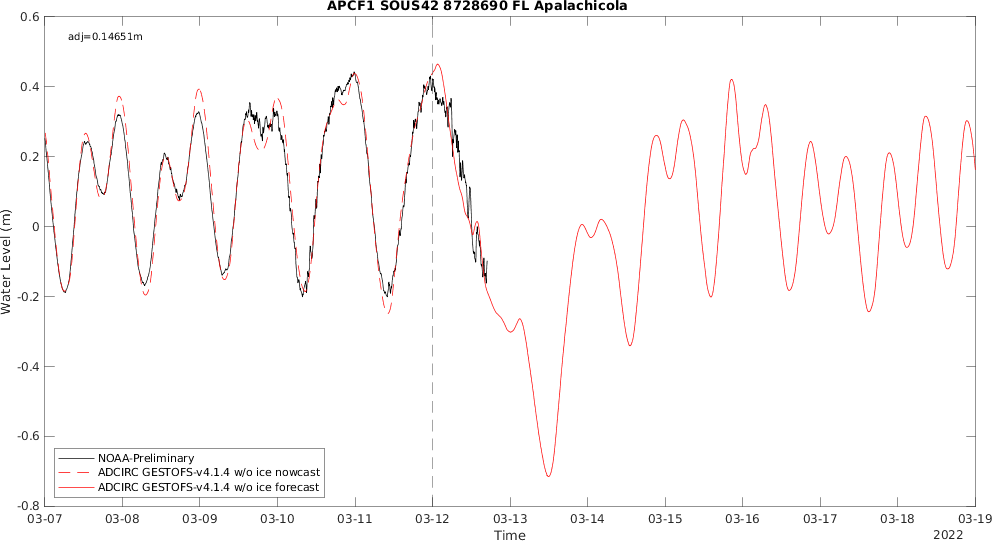 APCF1 SOUS42 8728690 FL Apalachicola
adj=0.14651m
0.6
0.4
0.2
0
-0.2
-0.4
-0.6
-0.8
Water Level (m)
NOAA-Preliminary
ADCIRC GESTOFS-v4.1.4 w/o ice nowcast
ADCIRC GESTOFS-v4.1.4 w/o ice forecast
03-07 03-08 03-09 03-10 03-11 03-12 03-13 03-14 03-15 03-16 03-17 03-18 03-19
Time
2022